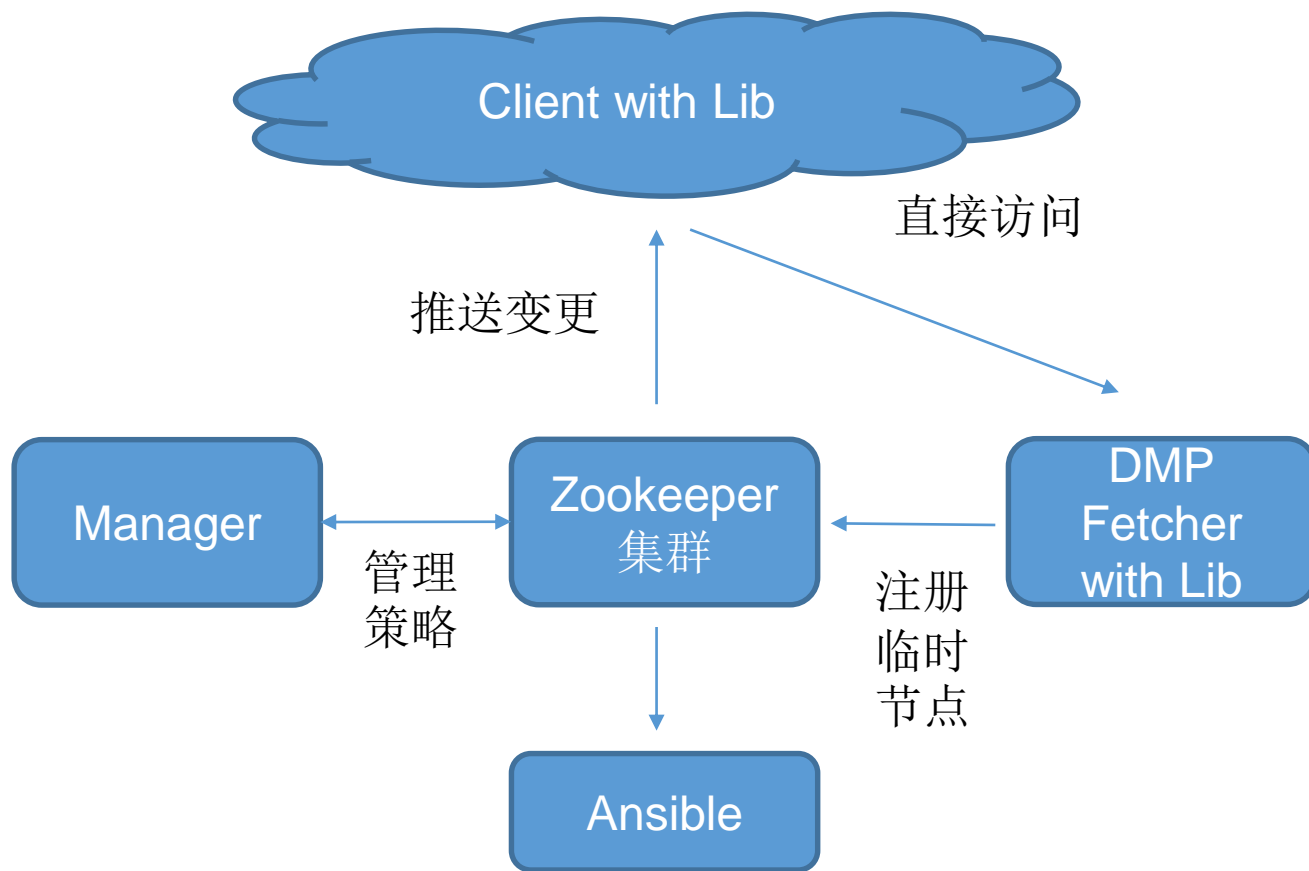 Client with Lib
直接访问
推送变更
Manager
管理
策略
Zookeeper
集群
DMP
Fetcher
with Lib
注册
临时
节点
Ansible